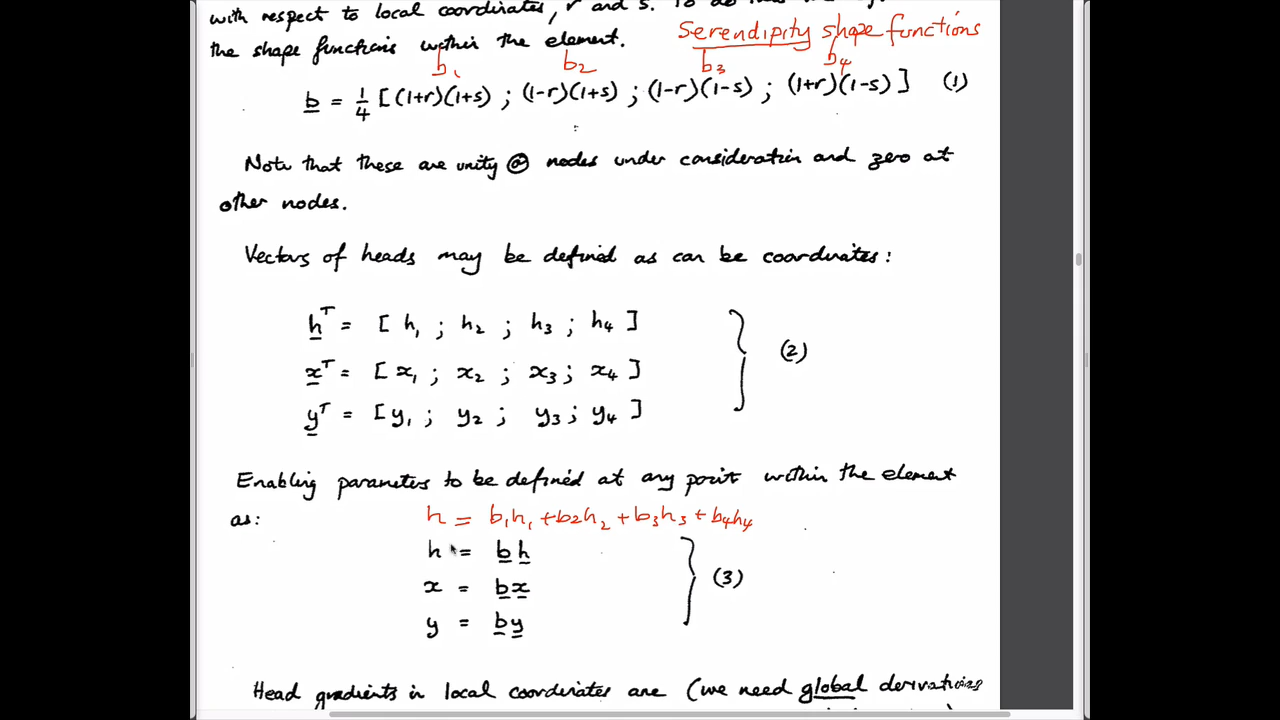 with respect to local coordinates, r and s. To do this
the shape functions within the element. Serendipity shape functions
b₁ b₂ b₃ b₄
b = 1/4 [(1+r)(1+s) ; (1-r)(1+s) ; (1-r)(1-s) ; (1+r)(1-s)] (1)
Note that these are unity @ nodes under consideration and zero at
other nodes.
Vectors of heads may be defined as can be coordinates:
hᵀ = [h₁ ; h₂ ; h₃ ; h₄]
xᵀ = [x₁ ; x₂ ; x₃ ; x₄] (2)
yᵀ = [y₁ ; y₂ ; y₃ ; y₄]
Enabling parameters to be defined at any point within the element
as: h = b₁h₁ + b₂h₂ + b₃h₃ + b₄h₄
h = b h
x = b x (3)
y = b y
Head gradients in local coordinates are (we need global derivatives